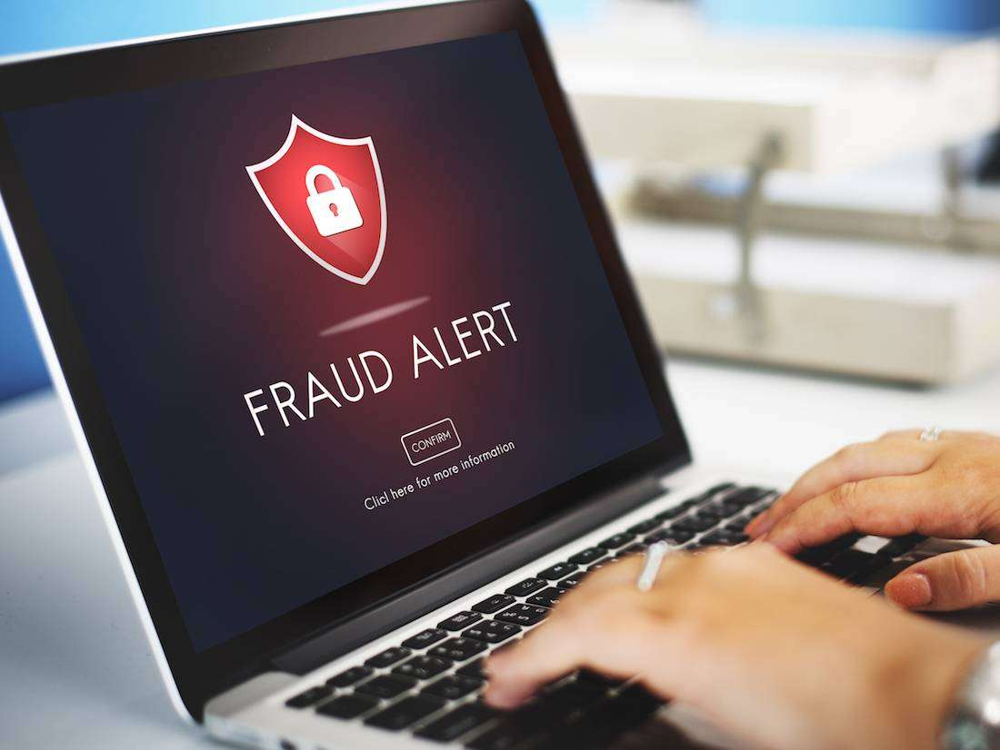 FRAUD ALERT
CONFIRM
Clicl here for more information